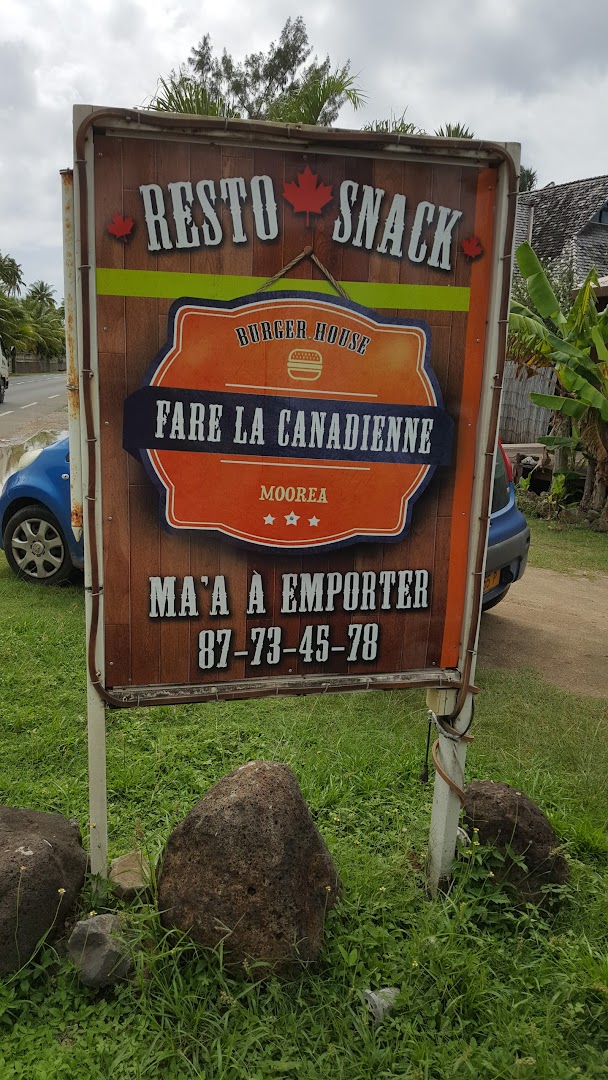 RESTO SNACK
BURGER HOUSE
FARE LA CANADIENNE
MOOREA
MA'A À EMPORTER
87-73-45-78